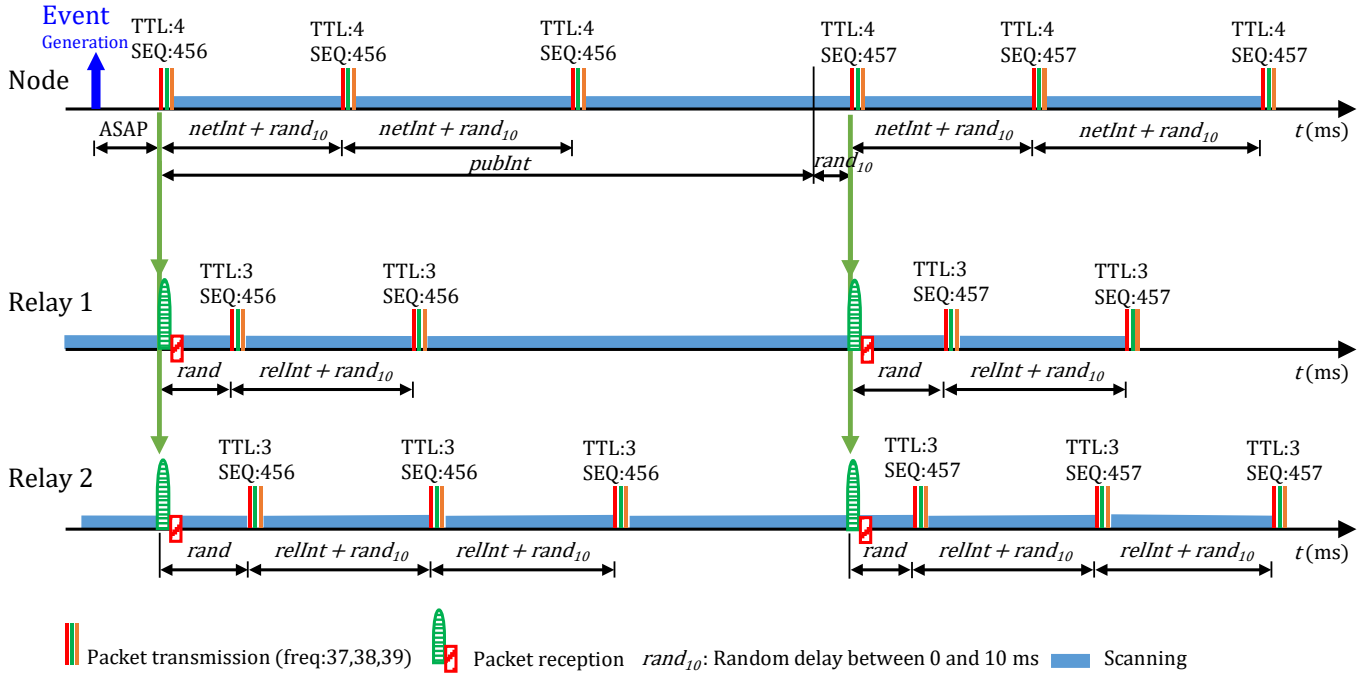 Event
Generation
TTL:4
SEQ:456
TTL:4
SEQ:456
TTL:4
SEQ:456
TTL:4
SEQ:457
TTL:4
SEQ:457
TTL:4
SEQ:457
Node
ASAP
netInt + rand10
netInt + rand10
pubInt
rand10
netInt + rand10
netInt + rand10
t (ms)
Relay 1
TTL:3
SEQ:456
TTL:3
SEQ:456
TTL:3
SEQ:457
TTL:3
SEQ:457
rand
relInt + rand10
rand
relInt + rand10
t (ms)
Relay 2
TTL:3
SEQ:456
TTL:3
SEQ:456
TTL:3
SEQ:456
TTL:3
SEQ:457
TTL:3
SEQ:457
TTL:3
SEQ:457
rand
relInt + rand10
relInt + rand10
rand
relInt + rand10
relInt + rand10
t (ms)
Packet transmission (freq:37,38,39)
Packet reception
rand10: Random delay between 0 and 10 ms
Scanning